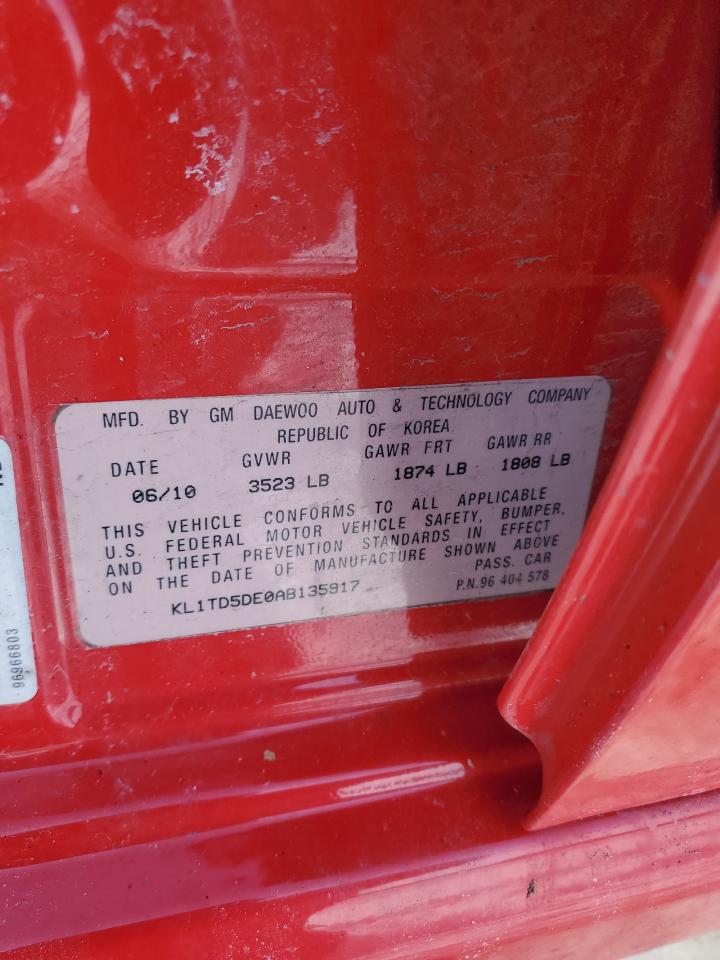 MFD. BY GM DAEWOO AUTO & TECHNOLOGY COMPANY
REPUBLIC OF KOREA
DATE GVWR GAWR FRT GAWR RR
06/10 3523 LB 1874 LB 1808 LB
THIS VEHICLE CONFORMS TO ALL APPLICABLE
U.S. FEDERAL MOTOR VEHICLE SAFETY, BUMPER,
AND THEFT PREVENTION STANDARDS IN EFFECT
ON THE DATE OF MANUFACTURE SHOWN ABOVE
PASS. CAR
KL1TD5DE0AB135917
P.N.96 404 578
96966803